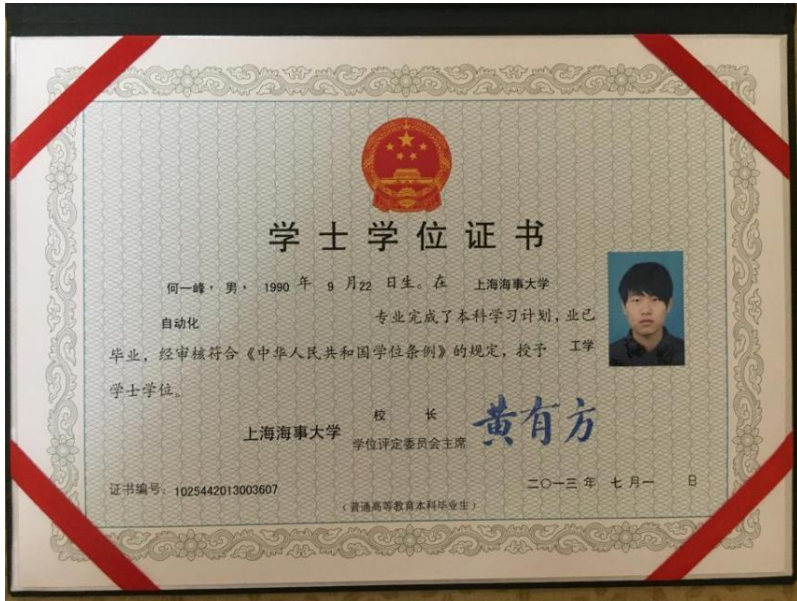 学士学位证书
何一峰，男，1990 年 9 月22 日生。在 上海海事大学
自动化 专业完成了本科学习计划，业已
毕业，经审核符合《中华人民共和国学位条例》的规定，授予 工学
学士学位。
校 长
上海海事大学 学位评定委员会主席 黄有方
证书编号：1025442013003607 二〇一三 年 七 月一 日
（普通高等教育本科毕业生）